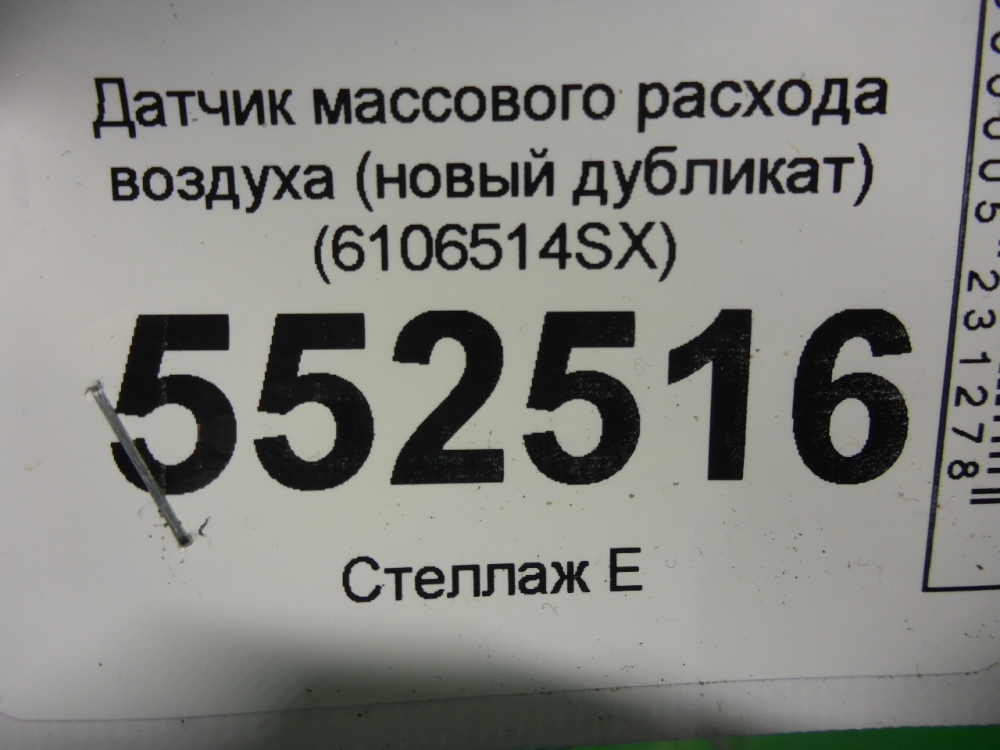 Датчик массового расхода
воздуха (новый дубликат)
(6106514SX)
552516
Стеллаж Е